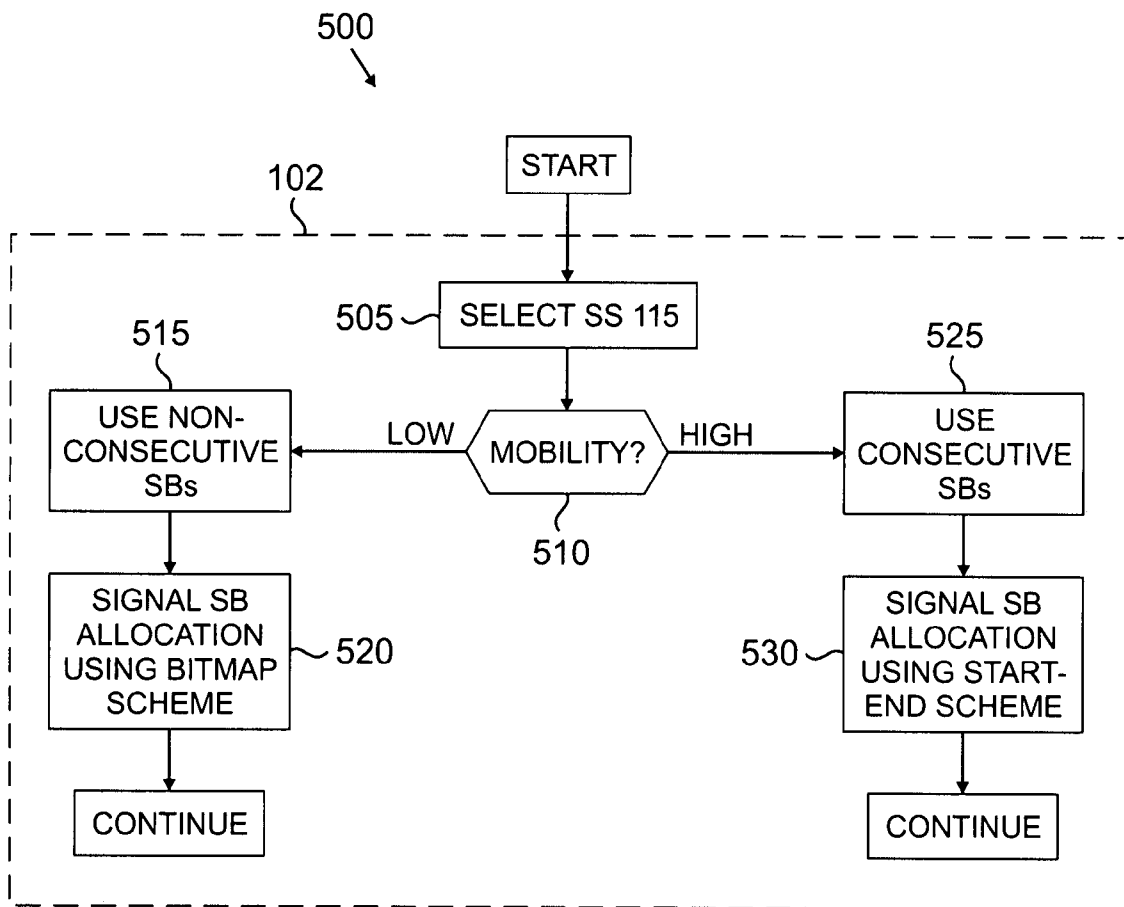 500
START
102
505
SELECT SS 115
515
USE NON-
CONSECUTIVE
SBs
LOW
MOBILITY?
HIGH
510
525
USE
CONSECUTIVE
SBs
SIGNAL SB
ALLOCATION
USING BITMAP
SCHEME
520
530
SIGNAL SB
ALLOCATION
USING START-
END SCHEME
CONTINUE
CONTINUE